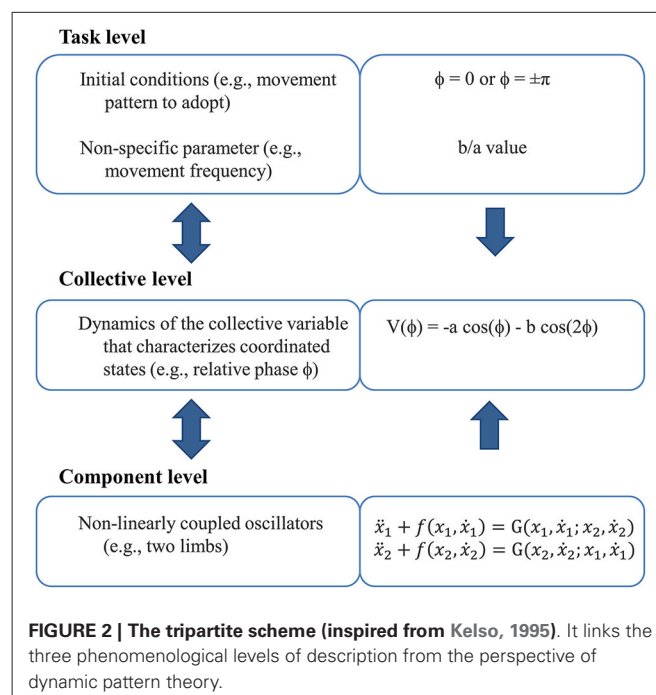 Task level
Initial conditions (e.g., movement
pattern to adopt)
ϕ = 0 or ϕ = ±π
Non-specific parameter (e.g.,
movement frequency)
b/a value
Collective level
Dynamics of the collective variable
that characterizes coordinated
states (e.g., relative phase ϕ)
V(ϕ) = -a cos(ϕ) - b cos(2ϕ)
Component level
Non-linearly coupled oscillators
(e.g., two limbs)
ẍ₁ + f(x₁, ẋ₁) = G(x₁, ẋ₁; x₂, ẋ₂)
ẍ₂ + f(x₂, ẋ₂) = G(x₂, ẋ₂; x₁, ẋ₁)
FIGURE 2 | The tripartite scheme (inspired from Kelso, 1995). It links the
three phenomenological levels of description from the perspective of
dynamic pattern theory.